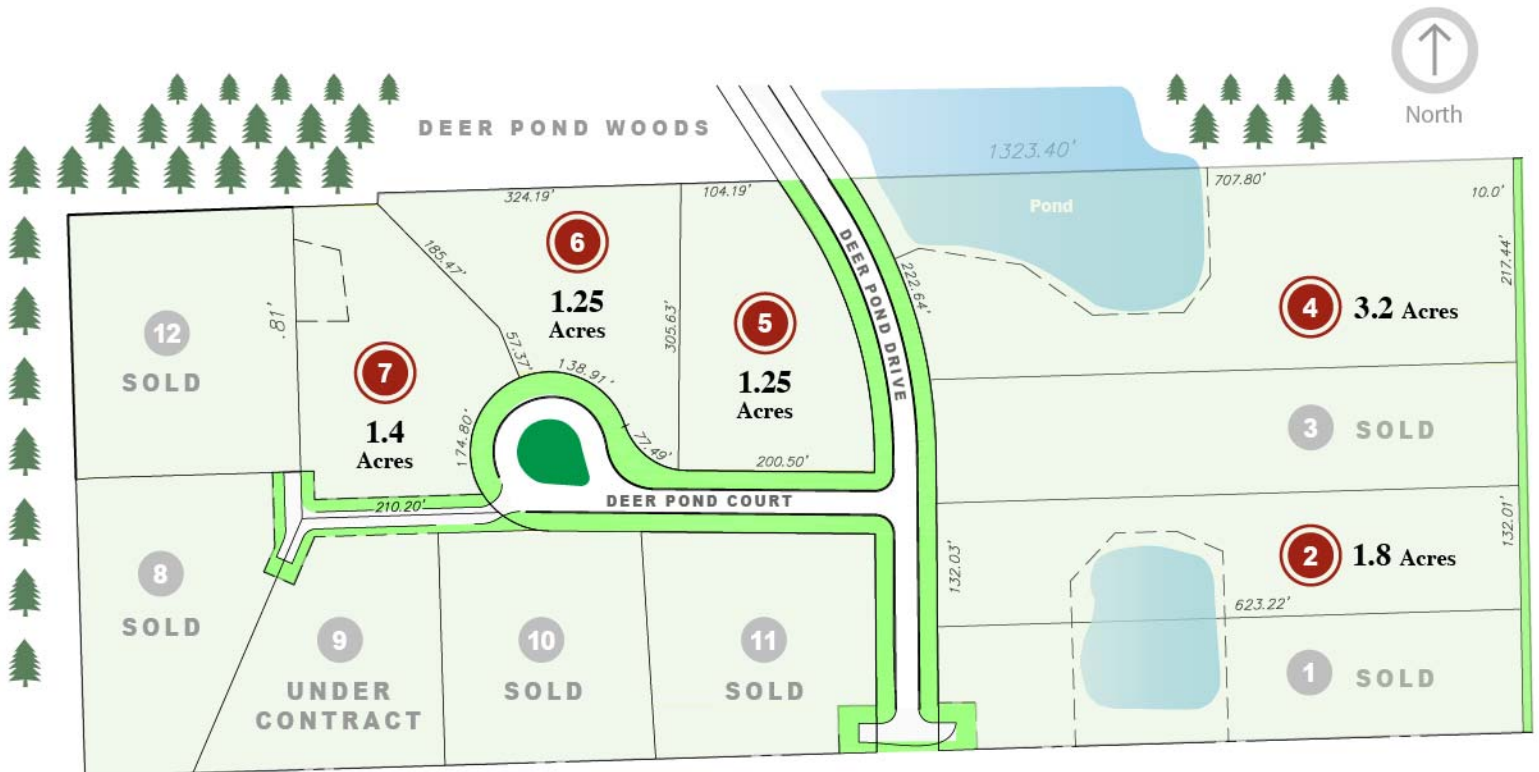 North
DEER POND WOODS
1323.40'
707.80'
10.0'
324.19'
104.19'
Pond
185.47'
6
1.25
Acres
DEER POND DRIVE
222.64'
217.44'
.81'
12
SOLD
57.37'
138.91'
305.63'
5
1.25
Acres
4
3.2 Acres
7
1.4
Acres
174.80'
77.49'
200.50'
3
SOLD
210.20'
DEER POND COURT
132.01'
8
SOLD
132.03'
2
1.8 Acres
623.22'
9
UNDER
CONTRACT
10
SOLD
11
SOLD
1
SOLD